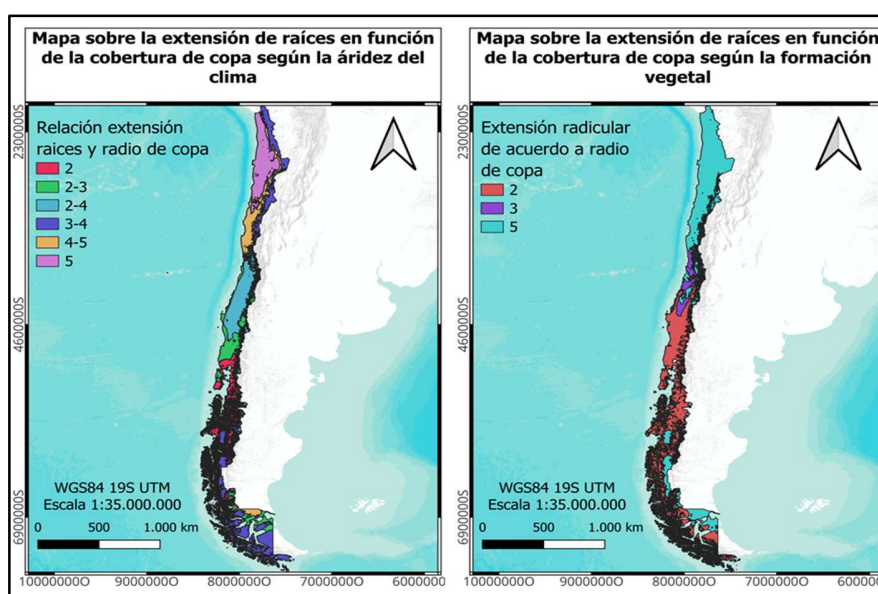 Mapa sobre la extensión de raíces en función
de la cobertura de copa según la áridez del
clima
2300000S
4600000S
6900000S
Relación extensión
raices y radio de copa
2
2-3
2-4
3-4
4-5
5
WGS84 19S UTM
Escala 1:35.000.000
0 500 1.000 km
10000000O 9000000O 8000000O 7000000O 6000000
Mapa sobre la extensión de raíces en función
de la cobertura de copa según la formación
vegetal
2300000S
4600000S
6900000S
Extensión radicular
de acuerdo a radio
de copa
2
3
5
WGS84 19S UTM
Escala 1:35.000.000
0 500 1.000 km
10000000O 9000000O 8000000O 7000000O 600000